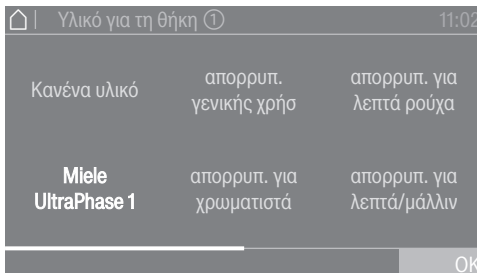 Υλικό για τη θήκη ① 11:02
Κανένα υλικό
απορρυπ.
γενικής χρήσ
απορρυπ. για
λεπτά ρούχα
Miele
UltraPhase 1
απορρυπ. για
χρωματιστά
απορρυπ. για
λεπτά/μάλλιν
OK